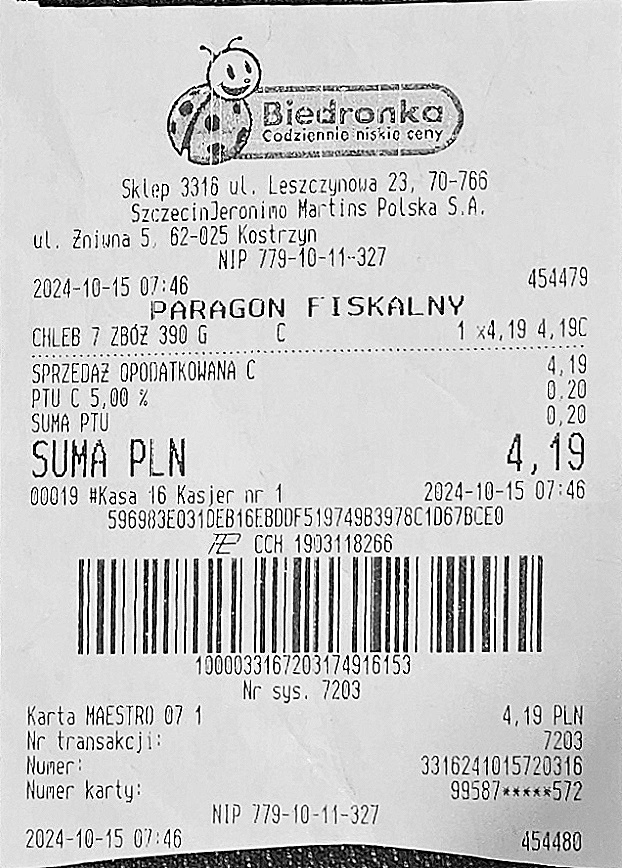 Biedronka
Codziennie niskie ceny
Sklep 3316 ul. Leszczynowa 23, 70-766
SzczecinJeronimo Martins Polska S.A.
ul. Żniwna 5, 62-025 Kostrzyn
NIP 779-10-11-327
2024-10-15 07:46 454479
PARAGON FISKALNY
CHLEB 7 ZBÓŻ 390 G C 1 x4,19 4,19C
SPRZEDAŻ OPODATKOWANA C 4,19
PTU C 5,00 % 0,20
SUMA PTU 0,20
SUMA PLN 4,19
00019 #Kasa 16 Kasjer nr 1 2024-10-15 07:46
596983E031DEB16EBDDF519749B3978C1D67BCE0
CCH 1903118266
1000033167203174916153
Nr sys. 7203
Karta MAESTRO 07 1 4,19 PLN
Nr transakcji: 7203
Numer: 3316241015720316
Numer karty: 99587*****572
NIP 779-10-11-327
2024-10-15 07:46 454480